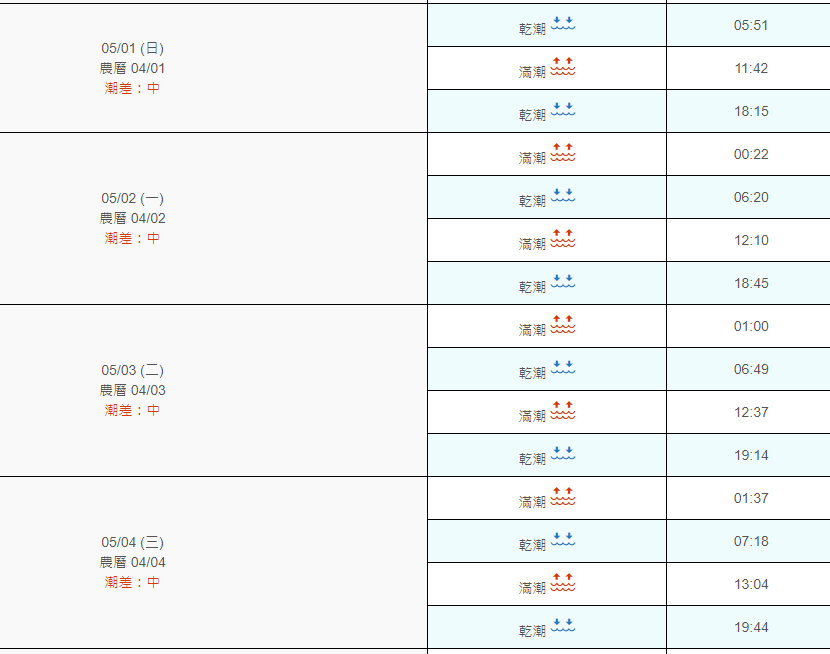 05/01 (日)
農曆 04/01
潮差：中
乾潮 05:51
滿潮 11:42
乾潮 18:15
05/02 (一)
農曆 04/02
潮差：中
滿潮 00:22
乾潮 06:20
滿潮 12:10
乾潮 18:45
05/03 (二)
農曆 04/03
潮差：中
滿潮 01:00
乾潮 06:49
滿潮 12:37
乾潮 19:14
05/04 (三)
農曆 04/04
潮差：中
滿潮 01:37
乾潮 07:18
滿潮 13:04
乾潮 19:44